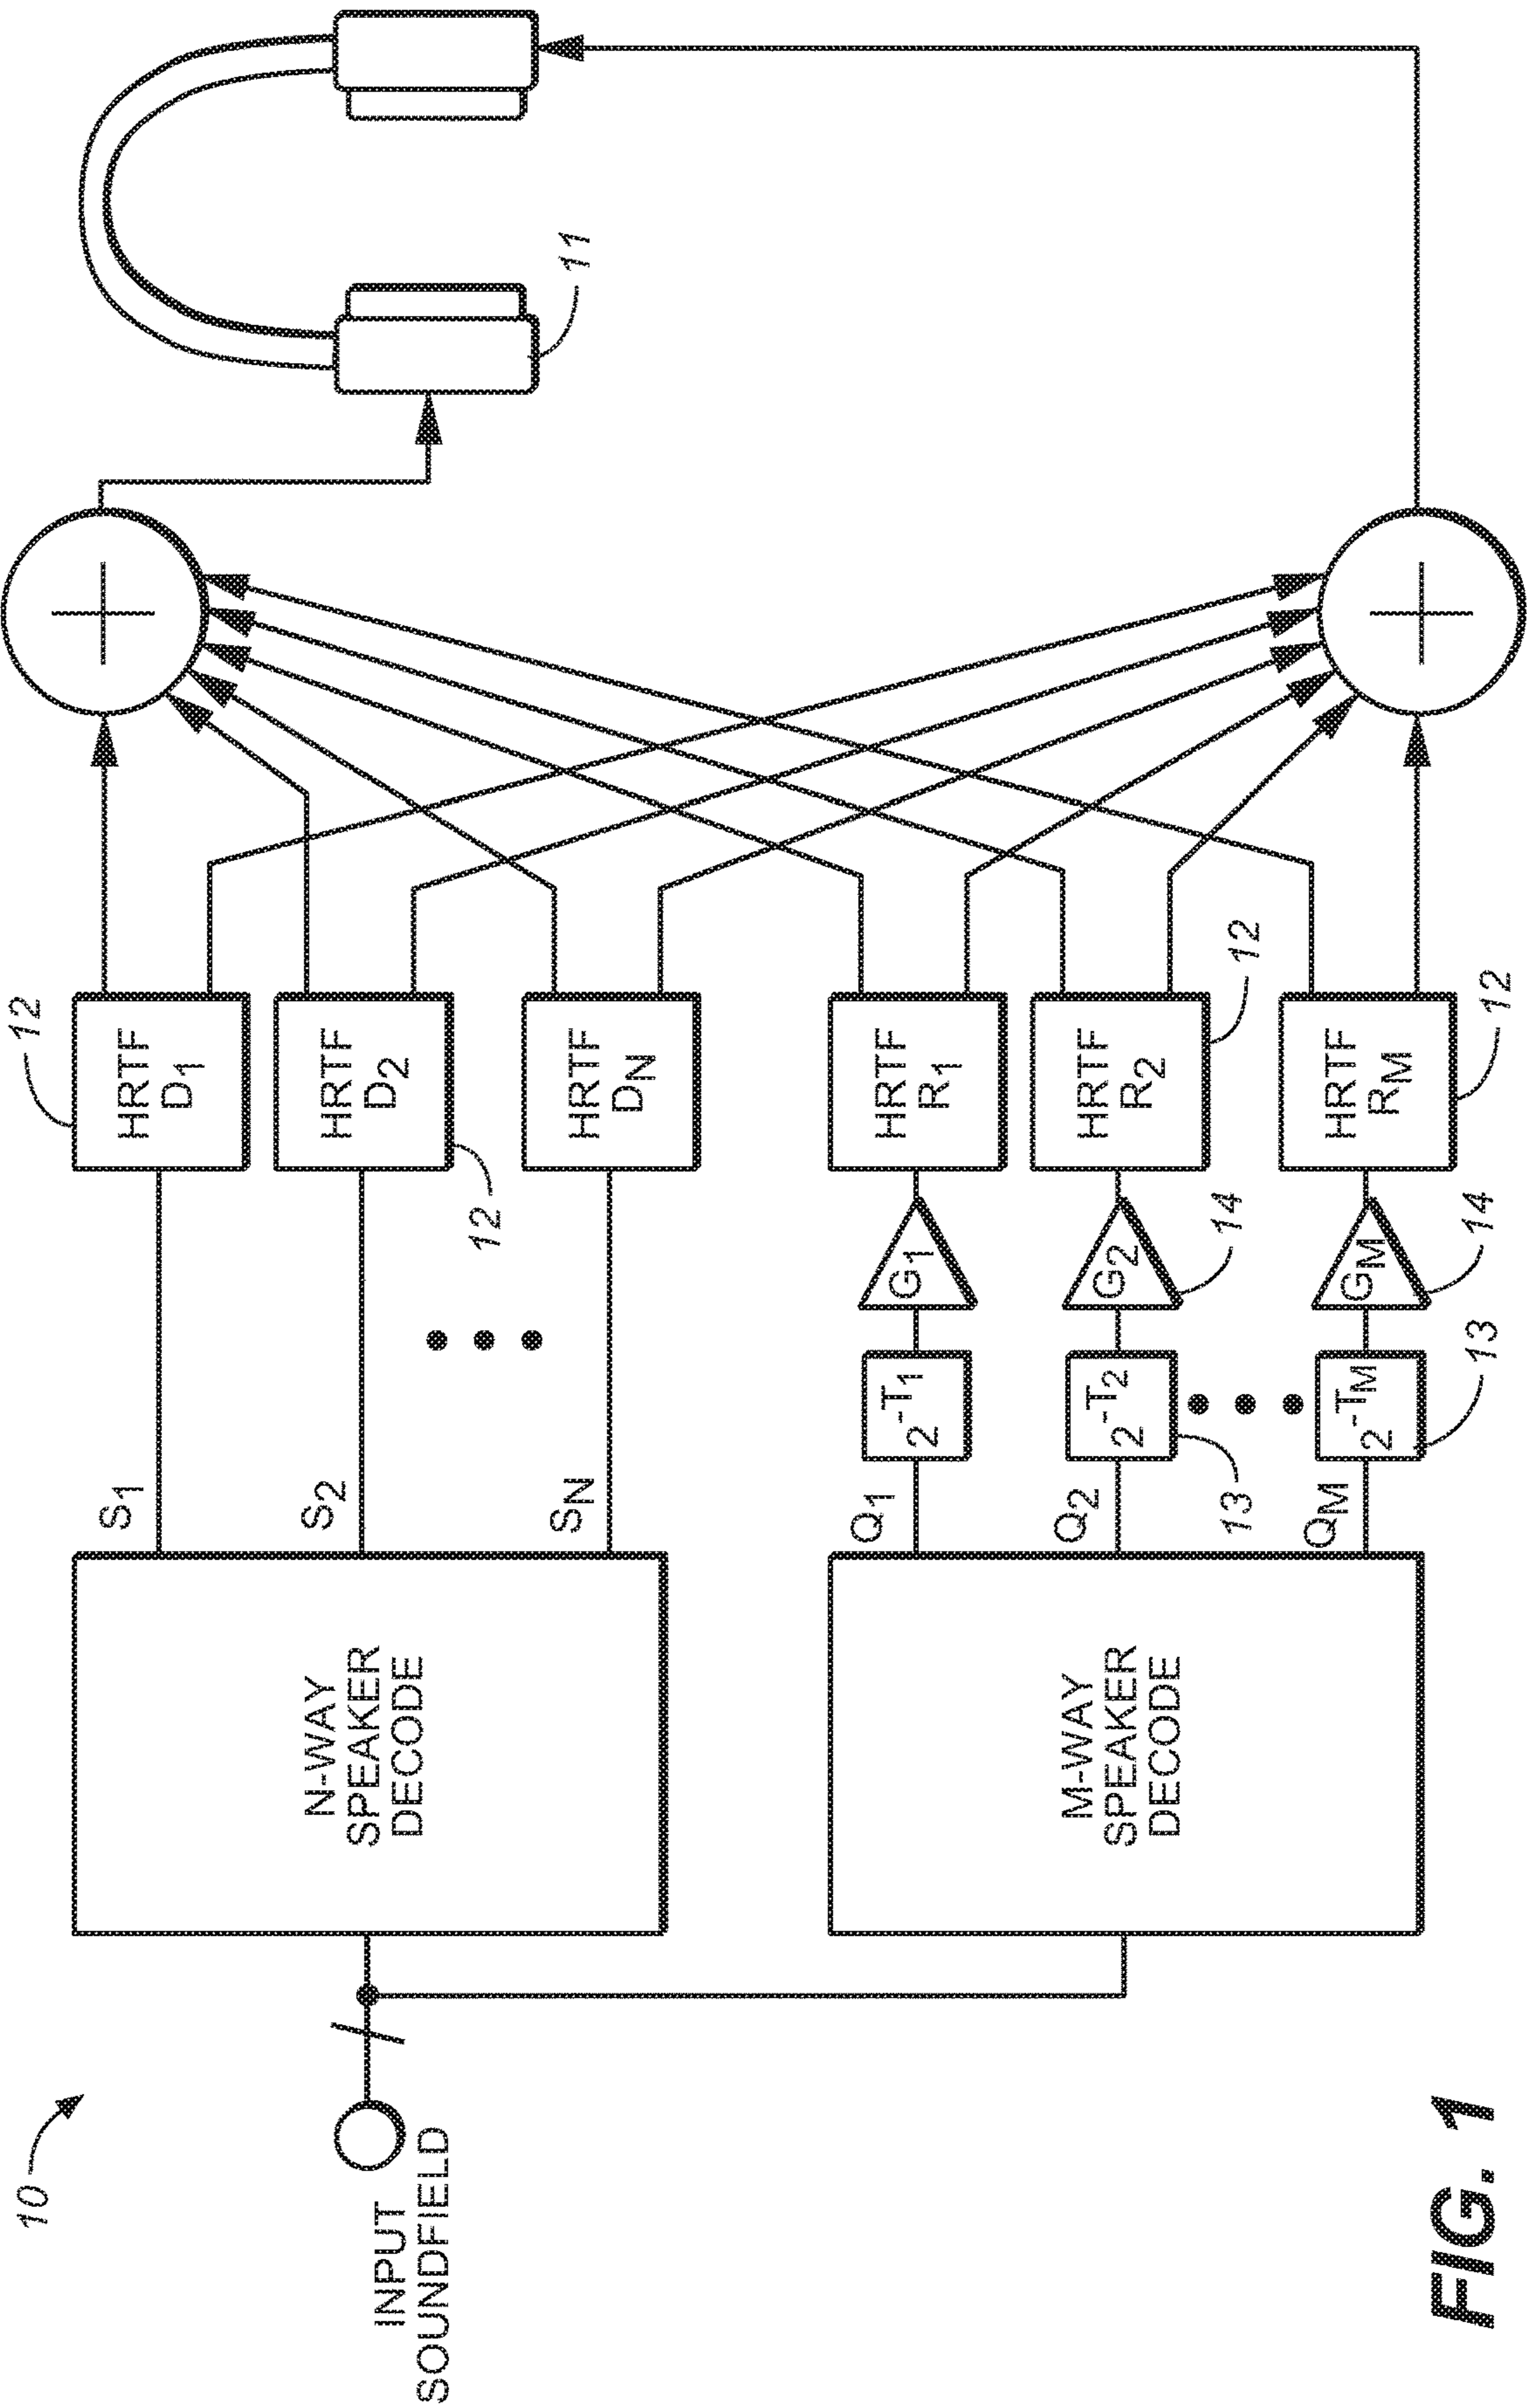 10
INPUT
SOUNDFIELD
N-WAY
SPEAKER
DECODE
S1
S2
SN
12
HRTF
D1
HRTF
D2
12
HRTF
DN
11
M-WAY
SPEAKER
DECODE
Q1
Q2
QM
2-T1
2-T2
13
2-TM
13
G1
G2
14
GM
14
HRTF
R1
HRTF
R2
12
HRTF
RM
12
FIG. 1